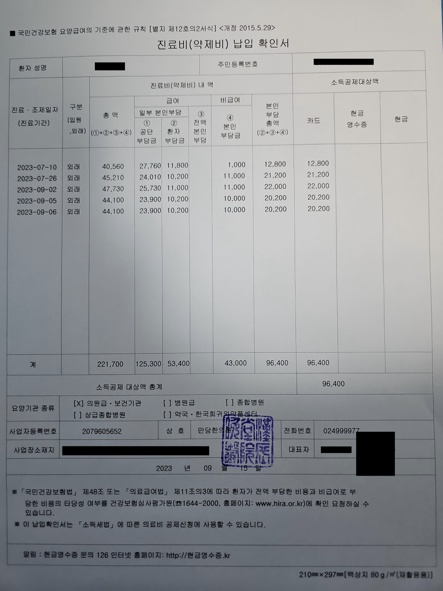 ■ 국민건강보험 요양급여의 기준에 관한 규칙 [별지 제12호의2서식] <개정 2015.5.29>
진료비(약제비) 납입 확인서
환자 성명 주민등록번호
진료비(약제비) 내 역 소득공제대상액
진료·조제일자 (진료기간) 구분 (입원 ,외래) 총 액 (①+②+③+④) 급여 비급여 본인 부담 총액 (②+③+④) 카드 현금 영수증 현금
일부 본인부담 ③ 전액 본인 부담 ④ 본인 부담금
① 공단 부담금 ② 환자 부담금
2023-07-10 외래 40,560 27,760 11,800 1,000 12,800 12,800
2023-07-26 외래 45,210 24,010 10,200 11,000 21,200 21,200
2023-09-02 외래 47,730 25,730 11,000 11,000 22,000 22,000
2023-09-05 외래 44,100 23,900 10,200 10,000 20,200 20,200
2023-09-06 외래 44,100 23,900 10,200 10,000 20,200 20,200
계 221,700 125,300 53,400 43,000 96,400 96,400
소득공제 대상액 총계 96,400
요양기관 종류 [X] 의원급·보건기관 [ ] 병원급 [ ] 종합병원
[ ] 상급종합병원 [ ] 약국·한국희귀의약품센터
사업자등록번호 2079605652 상 호 만당한의원 전화번호 024999977
사업장소재지 대표자
2023 년 09 월 15 일
*「국민건강보험법」 제48조 또는 「의료급여법」 제11조의3에 따라 환자가 전액 부담한 비용과 비급여로 부
담한 비용의 타당성 여부를 건강보험심사평가원(☎1644-2000, 홈페이지: www.hira.or.kr)에 확인 요청하실 수
있습니다.
* 이 납입확인서는 「소득세법」에 따른 의료비 공제신청에 사용할 수 있습니다.
알림 : 현금영수증 문의 126 인터넷 홈페이지: http://현금영수증.kr
210㎜×297㎜[백상지 80ｇ/㎡(재활용품)]